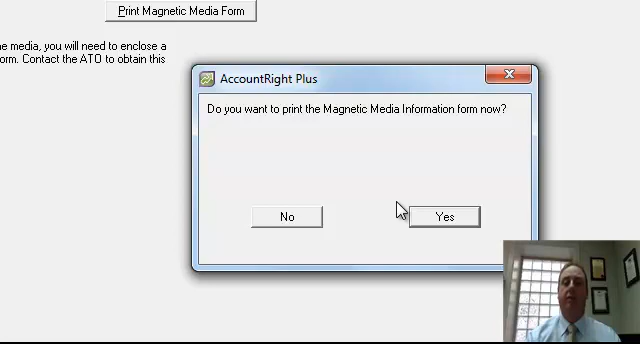 Print Magnetic Media Form
e media, you will need to enclose a
orm. Contact the ATO to obtain this
AccountRight Plus
Do you want to print the Magnetic Media Information form now?
No
Yes